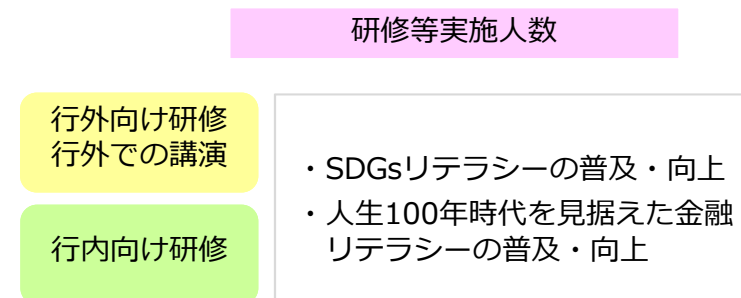 研修等実施人数
行外向け研修
行外での講演
・SDGsリテラシーの普及・向上
・人生100年時代を見据えた金融
リテラシーの普及・向上
行内向け研修